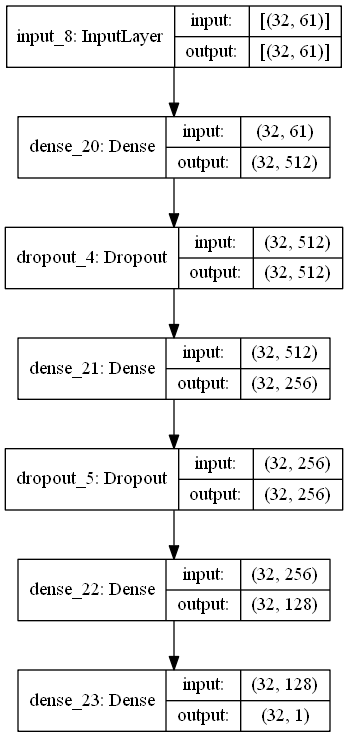 input_8: InputLayer
input: [(32, 61)]
output: [(32, 61)]
dense_20: Dense
input: (32, 61)
output: (32, 512)
dropout_4: Dropout
input: (32, 512)
output: (32, 512)
dense_21: Dense
input: (32, 512)
output: (32, 256)
dropout_5: Dropout
input: (32, 256)
output: (32, 256)
dense_22: Dense
input: (32, 256)
output: (32, 128)
dense_23: Dense
input: (32, 128)
output: (32, 1)